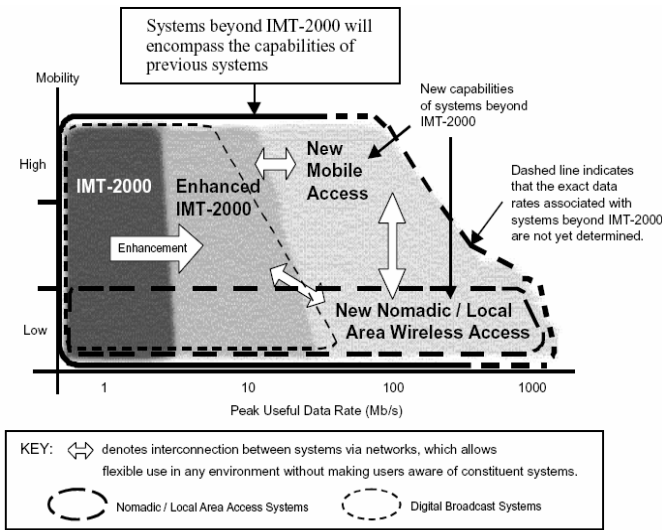 Systems beyond IMT-2000 will
encompass the capabilities of
previous systems
Mobility
New capabilities
of systems beyond
IMT-2000
High
IMT-2000
Enhanced
IMT-2000
New
Mobile
Access
Dashed line indicates
that the exact data
rates associated with
systems beyond IMT-2000
are not yet determined.
Enhancement
Low
New Nomadic / Local
Area Wireless Access
1
10
100
1000
Peak Useful Data Rate (Mb/s)
KEY:
denotes interconnection between systems via networks, which allows
flexible use in any environment without making users aware of constituent systems.
Nomadic / Local Area Access Systems
Digital Broadcast Systems